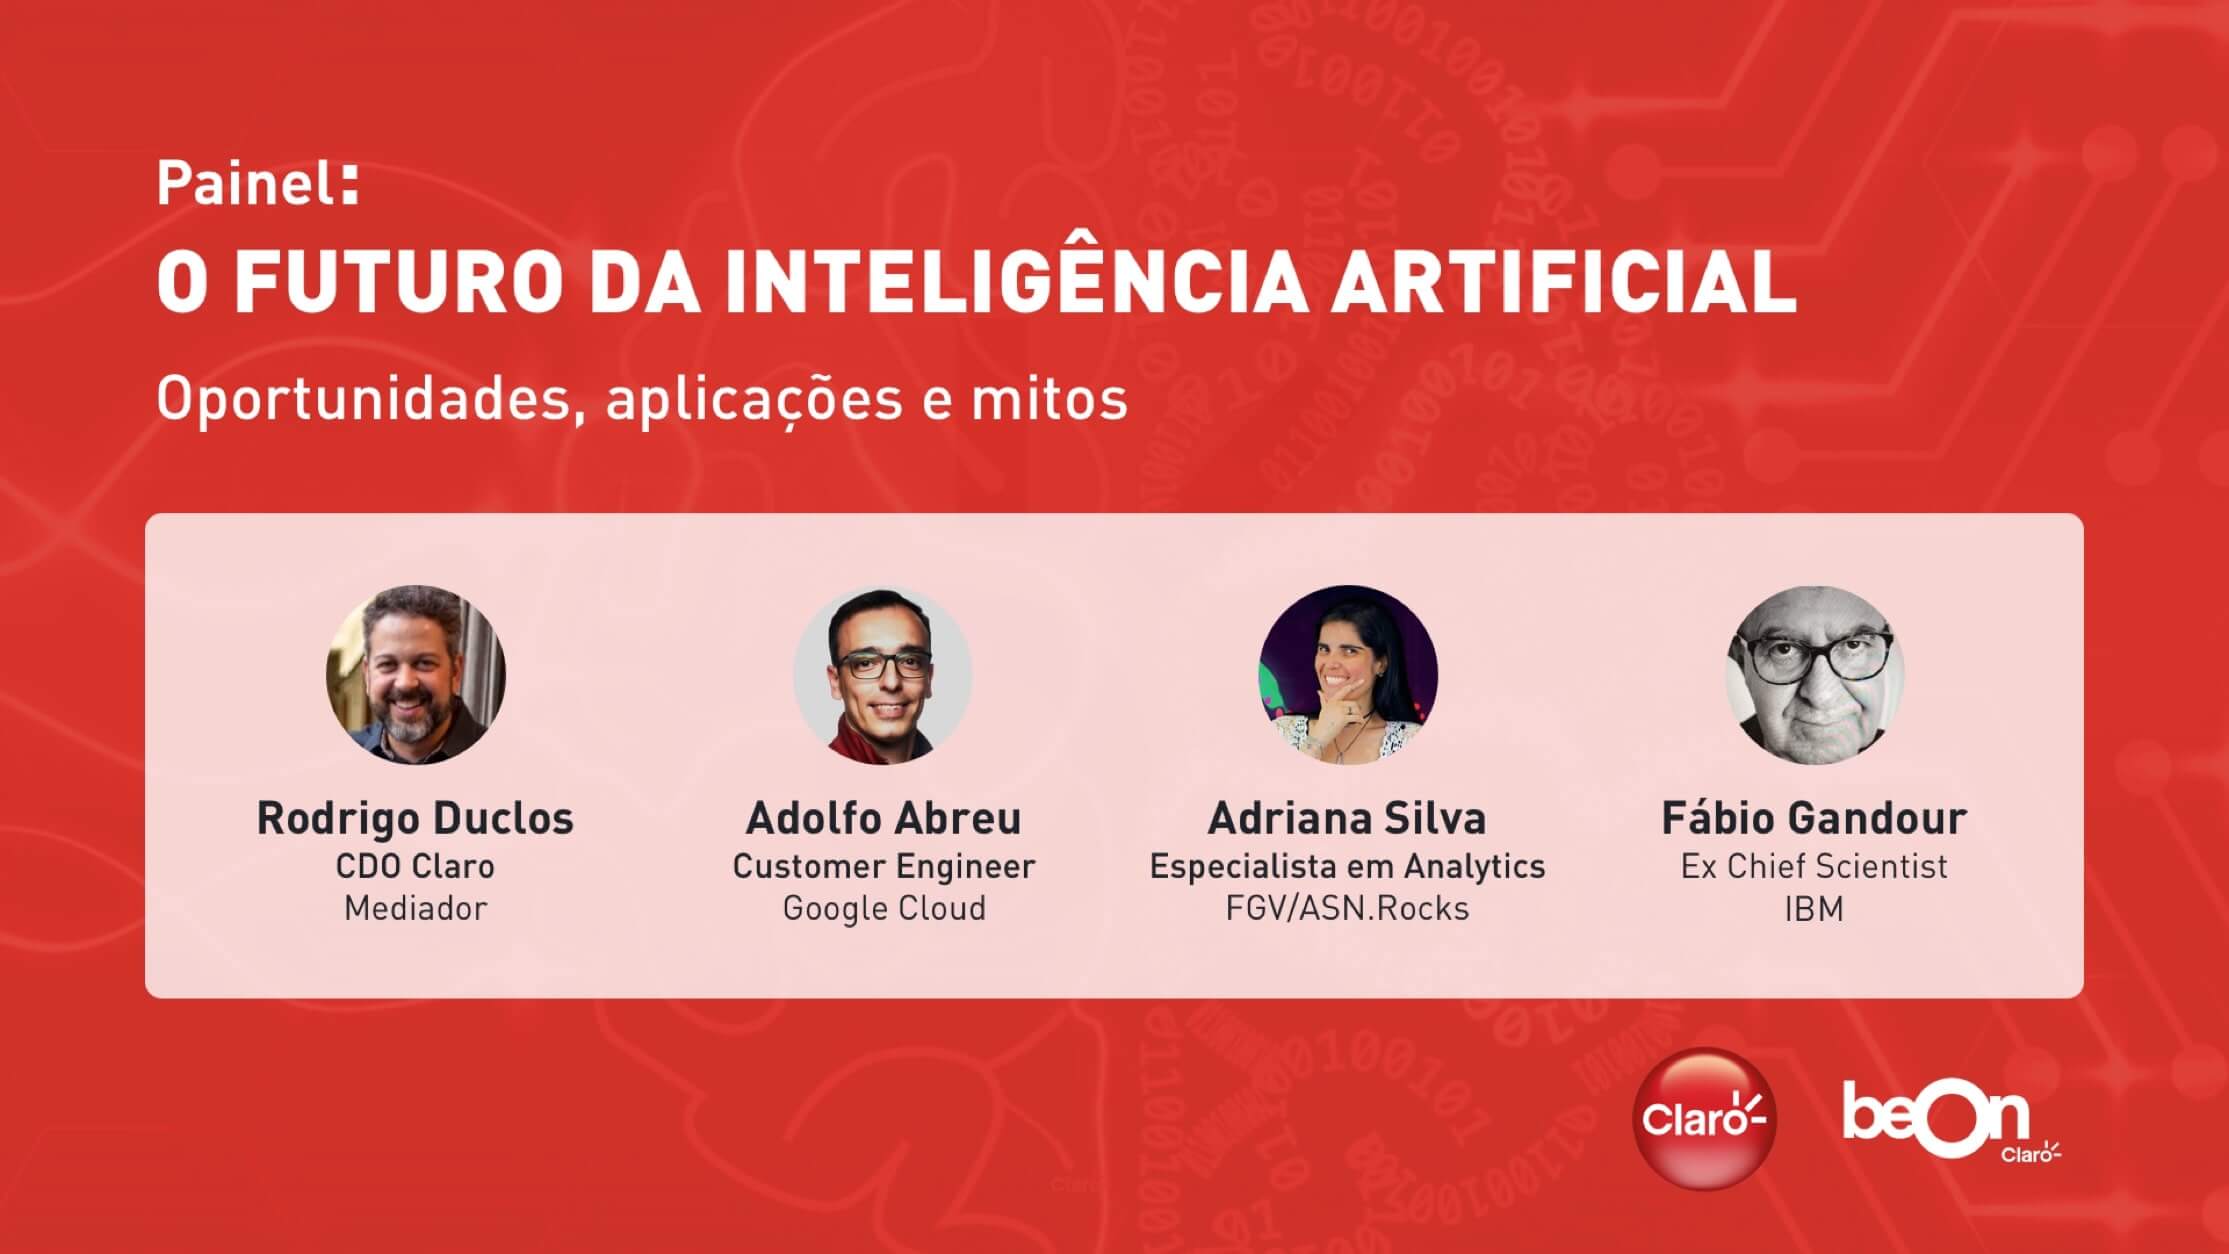 Painel:
O FUTURO DA INTELIGÊNCIA ARTIFICIAL
Oportunidades, aplicações e mitos
Rodrigo Duclos
CDO Claro
Mediador
Adolfo Abreu
Customer Engineer
Google Cloud
Adriana Silva
Especialista em Analytics
FGV/ASN.Rocks
Fábio Gandour
Ex Chief Scientist
IBM
Claro
beOn
Claro